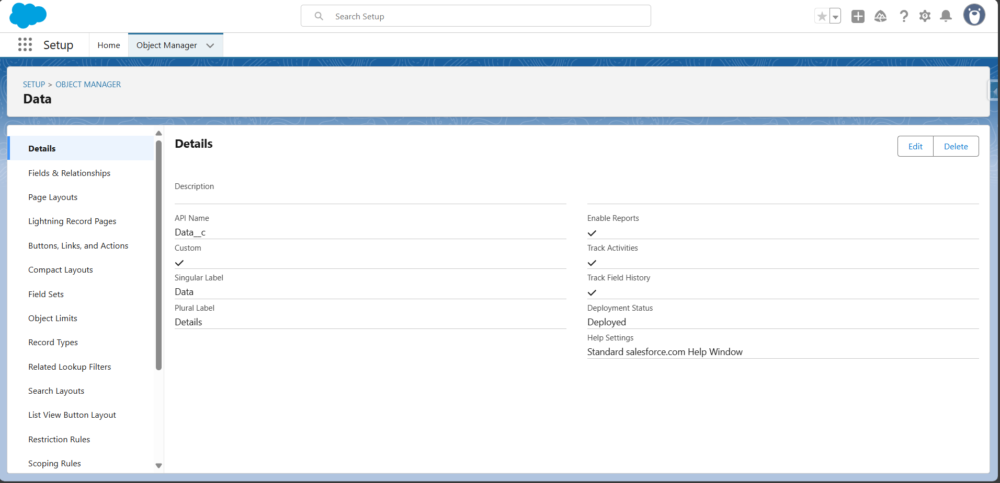 Search Setup
Setup
Home
Object Manager
SETUP > OBJECT MANAGER
Data
Details
Fields & Relationships
Page Layouts
Lightning Record Pages
Buttons, Links, and Actions
Compact Layouts
Field Sets
Object Limits
Record Types
Related Lookup Filters
Search Layouts
List View Button Layout
Restriction Rules
Scoping Rules
Details
Edit
Delete
Description
API Name
Data__c
Custom
Singular Label
Data
Plural Label
Details
Enable Reports
Track Activities
Track Field History
Deployment Status
Deployed
Help Settings
Standard salesforce.com Help Window